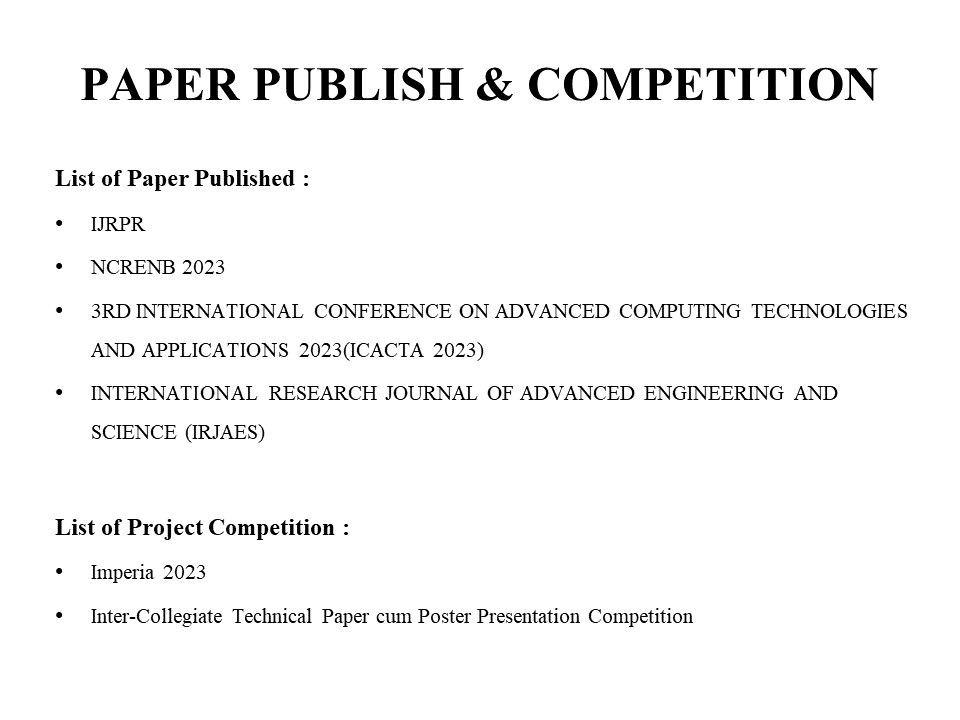 PAPER PUBLISH & COMPETITION
List of Paper Published :
• IJRPR
• NCRENB 2023
• 3RD INTERNATIONAL CONFERENCE ON ADVANCED COMPUTING TECHNOLOGIES
AND APPLICATIONS 2023(ICACTA 2023)
• INTERNATIONAL RESEARCH JOURNAL OF ADVANCED ENGINEERING AND
SCIENCE (IRJAES)
List of Project Competition :
• Imperia 2023
• Inter-Collegiate Technical Paper cum Poster Presentation Competition